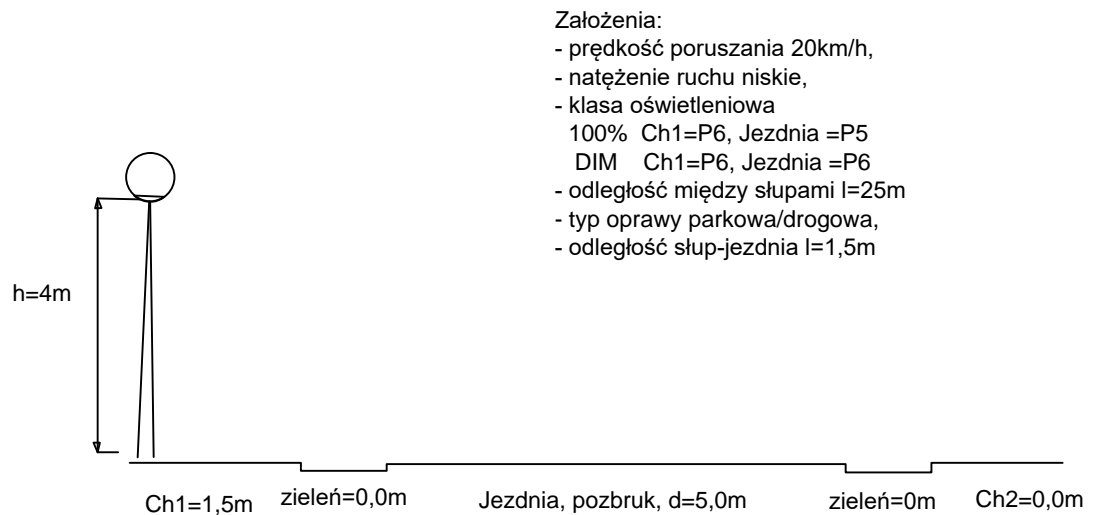 Założenia:
- prędkość poruszania 20km/h,
- natężenie ruchu niskie,
- klasa oświetleniowa
100% Ch1=P6, Jezdnia =P5
DIM Ch1=P6, Jezdnia =P6
- odległość między słupami l=25m
- typ oprawy parkowa/drogowa,
- odległość słup-jezdnia l=1,5m
h=4m
Ch1=1,5m zieleń=0,0m Jezdnia, pozbruk, d=5,0m zieleń=0m Ch2=0,0m